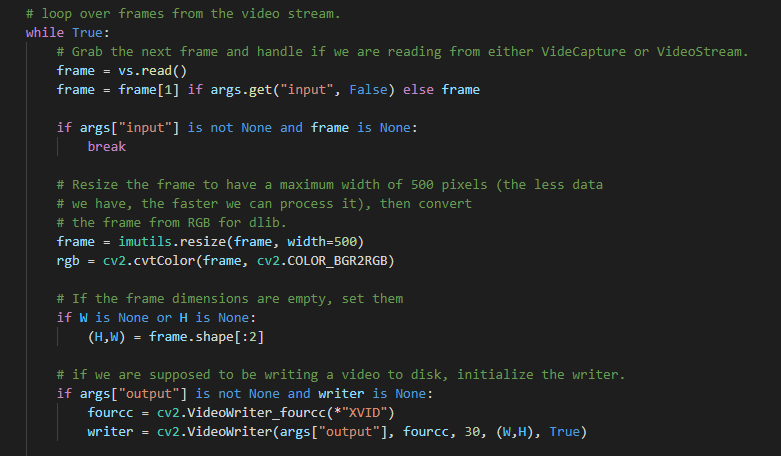 # loop over frames from the video stream.
while True:
    # Grab the next frame and handle if we are reading from either VideCapture or VideoStream.
    frame = vs.read()
    frame = frame[1] if args.get("input", False) else frame

    if args["input"] is not None and frame is None:
        break

    # Resize the frame to have a maximum width of 500 pixels (the less data
    # we have, the faster we can process it), then convert
    # the frame from RGB for dlib.
    frame = imutils.resize(frame, width=500)
    rgb = cv2.cvtColor(frame, cv2.COLOR_BGR2RGB)

    # If the frame dimensions are empty, set them
    if W is None or H is None:
        (H,W) = frame.shape[:2]

    # if we are supposed to be writing a video to disk, initialize the writer.
    if args["output"] is not None and writer is None:
        fourcc = cv2.VideoWriter_fourcc(*"XVID")
        writer = cv2.VideoWriter(args["output"], fourcc, 30, (W,H), True)